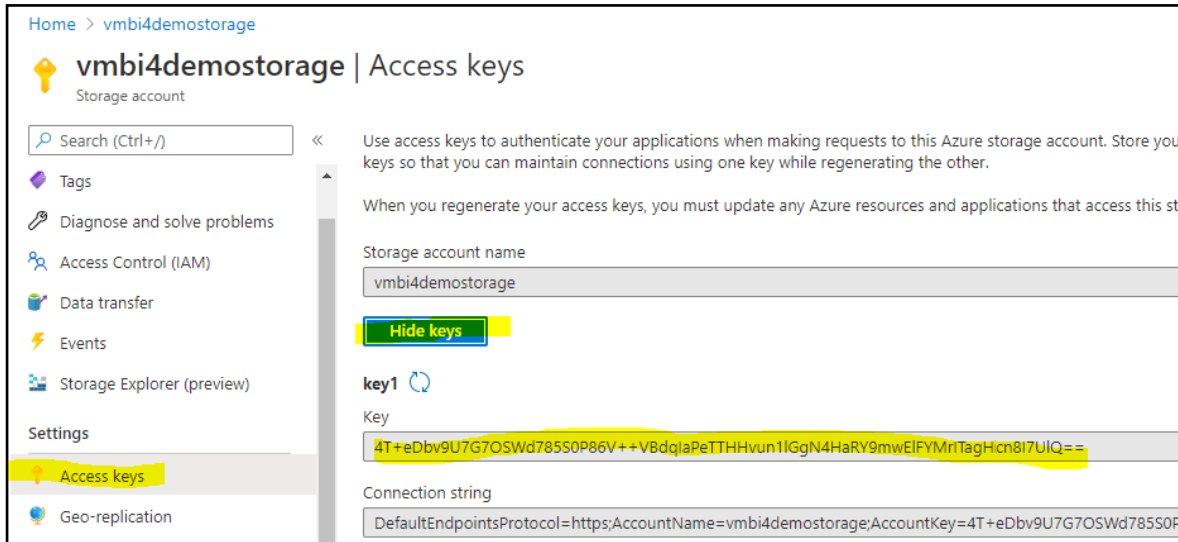 Home > vmbi4demostorage
vmbi4demostorage | Access keys
Storage account
Search (Ctrl+/)
«
Tags
Diagnose and solve problems
Access Control (IAM)
Data transfer
Events
Storage Explorer (preview)
Settings
Access keys
Geo-replication
Use access keys to authenticate your applications when making requests to this Azure storage account. Store you
keys so that you can maintain connections using one key while regenerating the other.
When you regenerate your access keys, you must update any Azure resources and applications that access this st
Storage account name
vmbi4demostorage
Hide keys
key1
Key
4T+eDbv9U7G7OSWd785S0P86V++VBdqIaPeTTHHvun1lGgN4HaRY9mwElFYMrITagHcn8I7UlQ==
Connection string
DefaultEndpointsProtocol=https;AccountName=vmbi4demostorage;AccountKey=4T+eDbv9U7G7OSWd785S0P